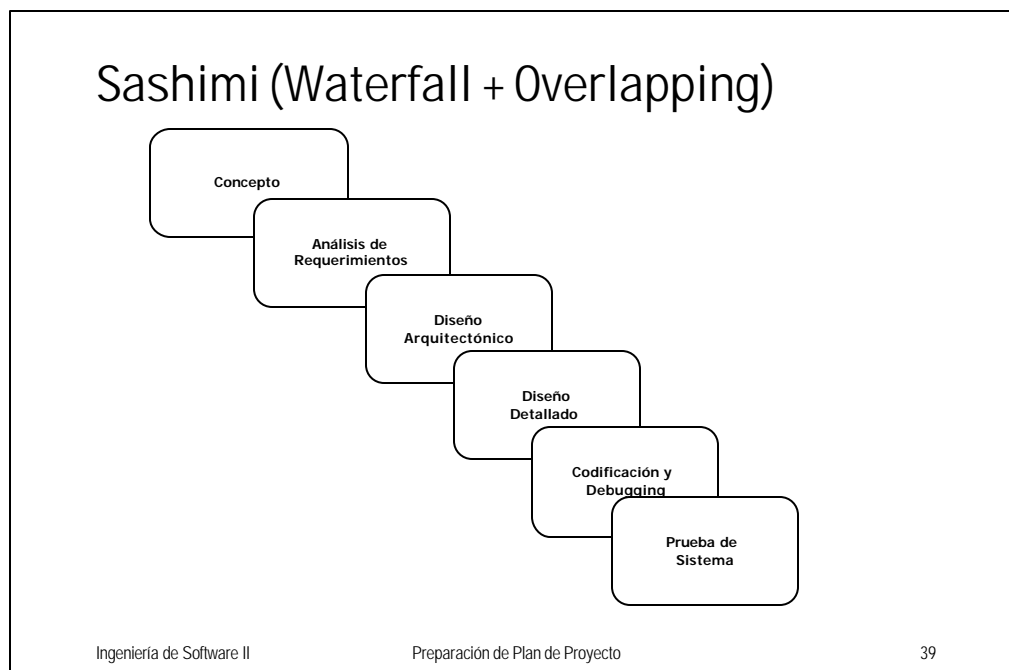 Sashimi (Waterfall + Overlapping)
Concepto
Análisis de
Requerimientos
Diseño
Arquitectónico
Diseño
Detallado
Codificación y
Debugging
Prueba de
Sistema
Ingeniería de Software II
Preparación de Plan de Proyecto
39